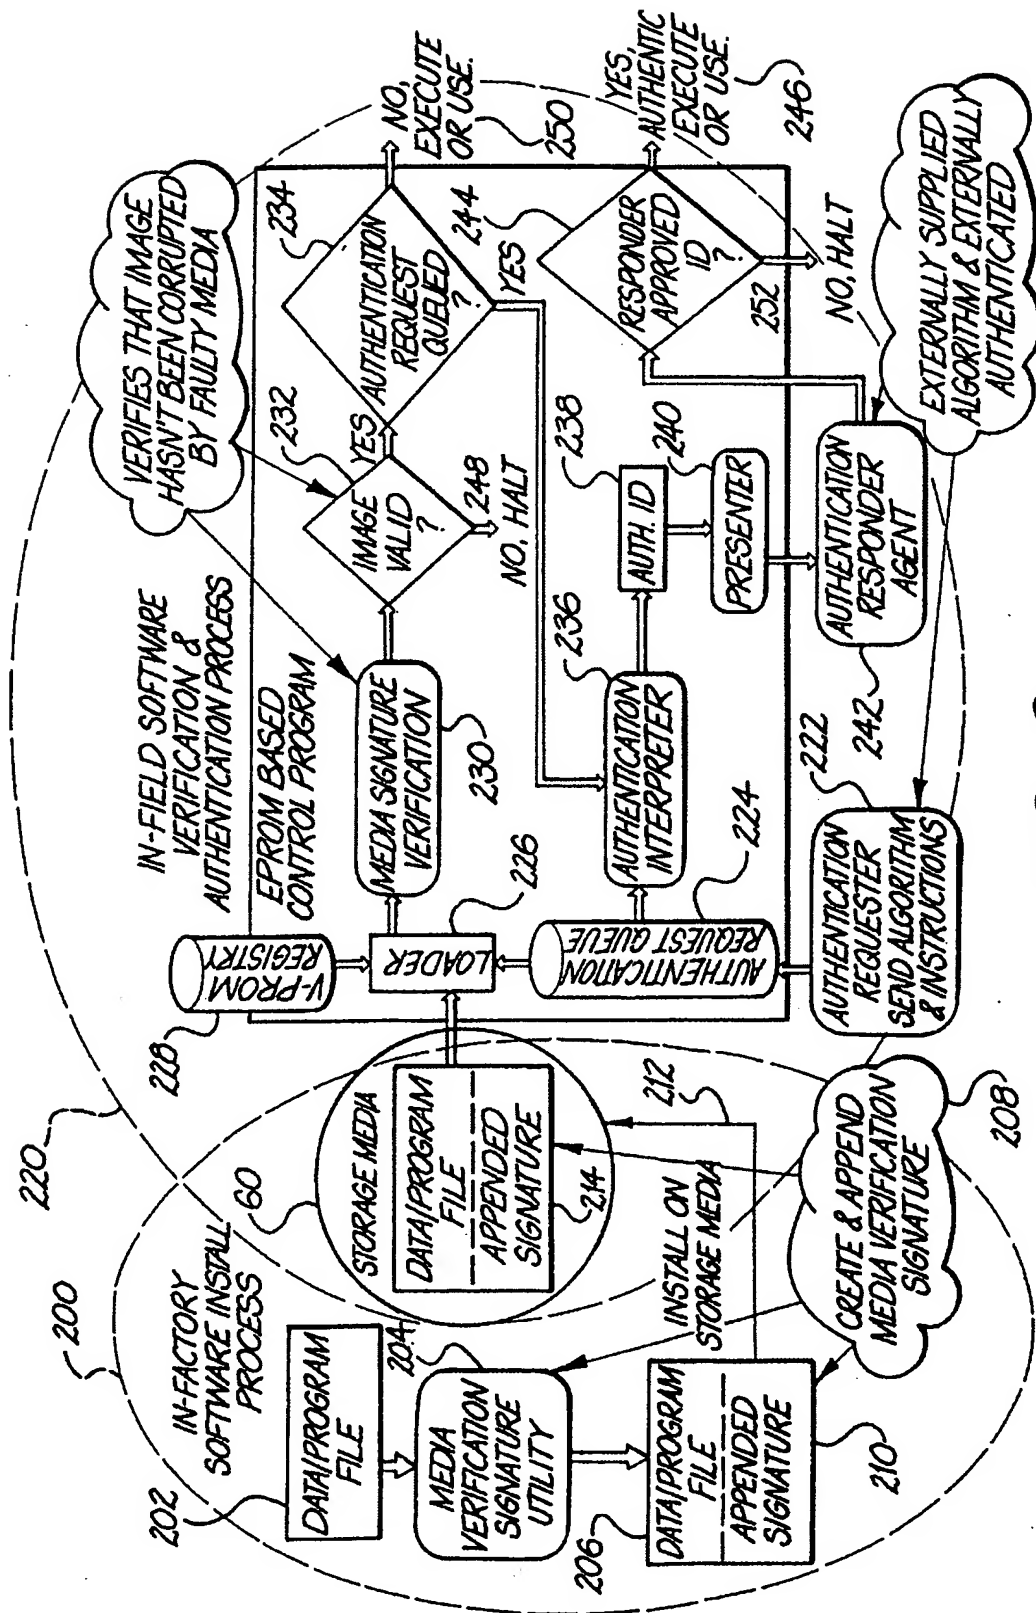 200
IN-FACTORY
SOFTWARE INSTALL
PROCESS
202
DATA/PROGRAM
FILE
204
MEDIA
VERIFICATION
SIGNATURE
UTILITY
206
DATA/PROGRAM
FILE
APPENDED
SIGNATURE
210
220
60
STORAGE MEDIA
DATA/PROGRAM
FILE
APPENDED
SIGNATURE
214
INSTALL ON
STORAGE MEDIA
212
CREATE & APPEND
MEDIA VERIFICATION
SIGNATURE
208
IN-FIELD SOFTWARE
VERIFICATION &
AUTHENTICATION PROCESS
EPROM BASED
CONTROL PROGRAM
228
V-PROM
REGISTRY
LOADER
226
AUTHENTICATION
REQUEST QUEUE
224
AUTHENTICATION
REQUESTER
SEND ALGORITHM
& INSTRUCTIONS
222
VERIFIES THAT IMAGE
HASN'T BEEN CORRUPTED
BY FAULTY MEDIA
MEDIA SIGNATURE
VERIFICATION
230
IMAGE
VALID
?
232
YES
248
NO, HALT
AUTHENTICATION
REQUEST
QUEUED
?
234
YES
NO,
EXECUTE
OR USE.
250
AUTHENTICATION
INTERPRETER
236
AUTH. ID
238
PRESENTER
240
AUTHENTICATION
RESPONDER
AGENT
242
RESPONDER
APPROVED
ID
?
244
252
NO, HALT
YES,
AUTHENTIC
/EXECUTE
OR USE.
246
EXTERNALLY SUPPLIED
ALGORITHM & EXTERNALLY
AUTHENTICATED